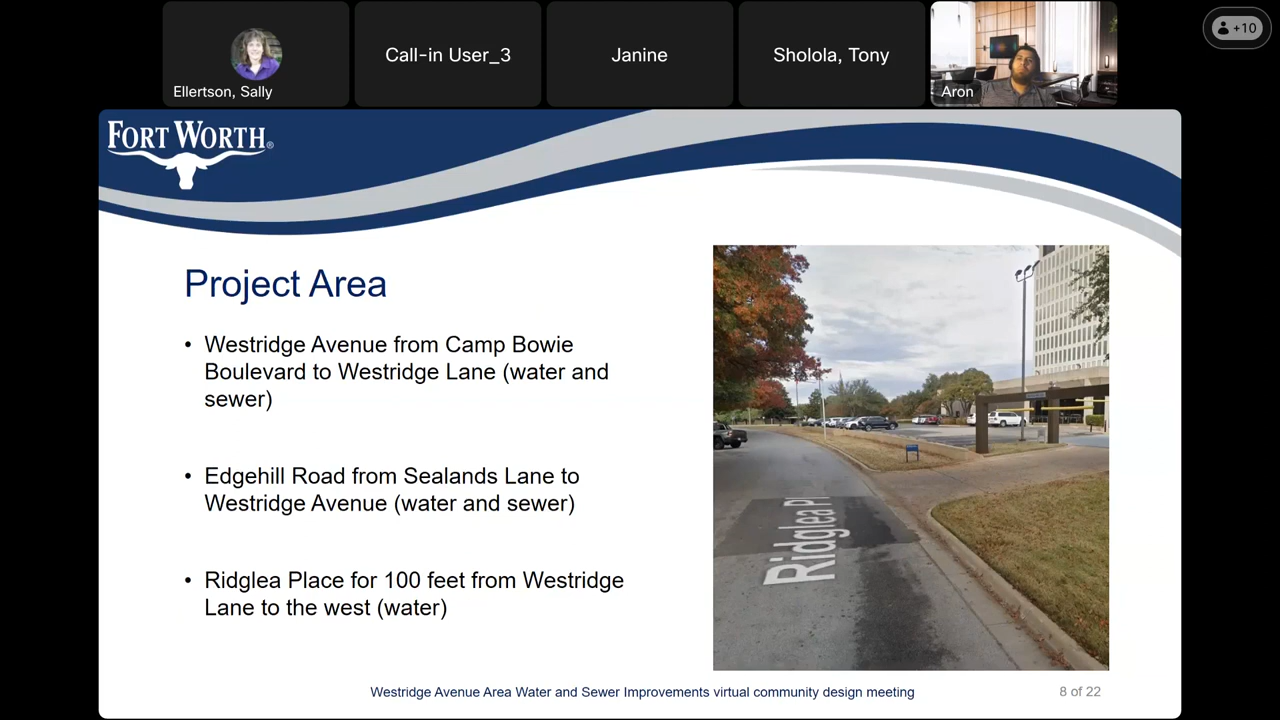 Ellertson, Sally
Call-in User_3
Janine
Sholola, Tony
Aron
+10
FORT WORTH®
Project Area
• Westridge Avenue from Camp Bowie
Boulevard to Westridge Lane (water and
sewer)
• Edgehill Road from Sealands Lane to
Westridge Avenue (water and sewer)
• Ridglea Place for 100 feet from Westridge
Lane to the west (water)
Ridglea Pl
Westridge Avenue Area Water and Sewer Improvements virtual community design meeting
8 of 22